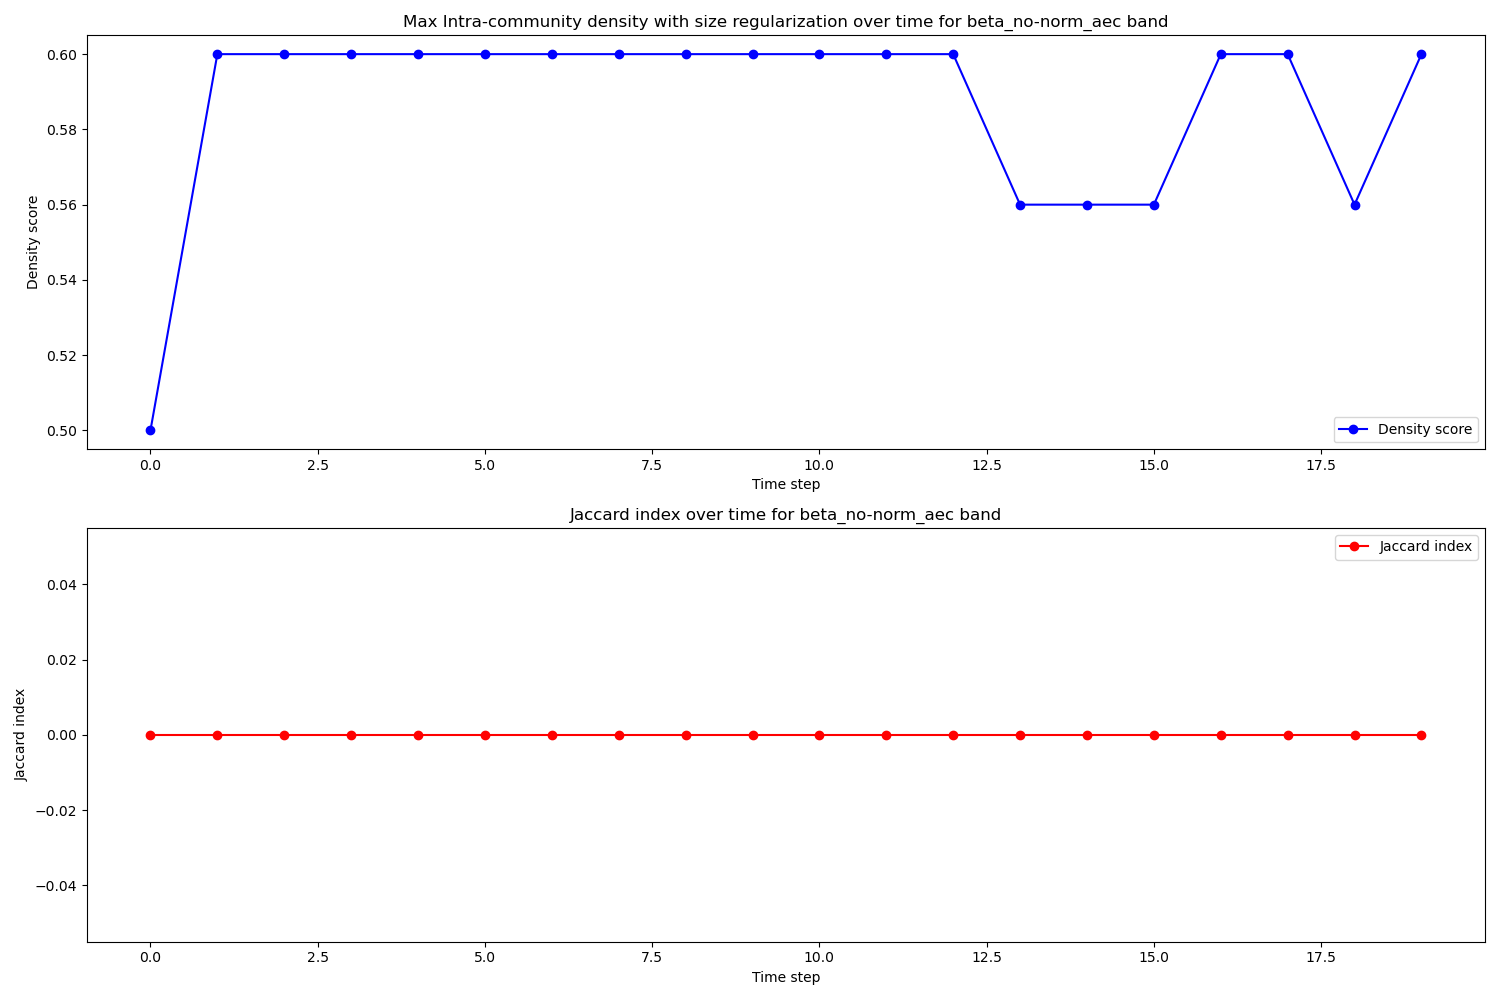 Max Intra-community density with size regularization over time for beta_no-norm_aec band
Density score
0.60
0.58
0.56
0.54
0.52
0.50
0.0 2.5 5.0 7.5 10.0 12.5 15.0 17.5
Time step
Density score
Jaccard index over time for beta_no-norm_aec band
Jaccard index
0.04
0.02
0.00
−0.02
−0.04
0.0 2.5 5.0 7.5 10.0 12.5 15.0 17.5
Time step
Jaccard index